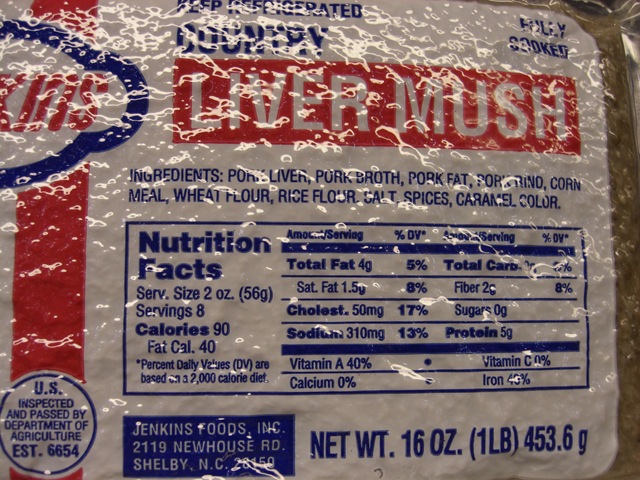 KEEP REFRIGERATED
COUNTRY
FULLY
COOKED
LIVER MUSH
INGREDIENTS: PORK LIVER, PORK BROTH, PORK FAT, PORK RIND, CORN
MEAL, WHEAT FLOUR, RICE FLOUR, SALT, SPICES, CARAMEL COLOR.
Nutrition
Facts
Serv. Size 2 oz. (56g)
Servings 8
Calories 90
Fat Cal. 40
*Percent Daily Values (DV) are
based on a 2,000 calorie diet.
Amount/Serving % DV* Amount/Serving % DV*
Total Fat 4g 5% Total Carb.
Sat. Fat 1.5g 8% Fiber 2g 8%
Cholest. 50mg 17% Sugars 0g
Sodium 310mg 13% Protein 5g
Vitamin A 40% • Vitamin C 0%
Calcium 0% Iron
U.S.
INSPECTED
AND PASSED BY
DEPARTMENT OF
AGRICULTURE
EST. 6654
JENKINS FOODS, INC.
2119 NEWHOUSE RD.
SHELBY, N.C. 28150
NET WT. 16 OZ. (1LB) 453.6 g